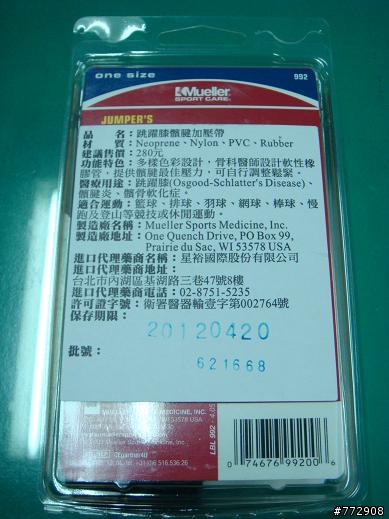 one size
992
Mueller
SPORT CARE
JUMPER'S
品 名：跳躍膝髕腱加壓帶
材 質：Neoprene、Nylon、PVC、Rubber
建議售價：280元
功能特色：多樣色彩設計，骨科醫師設計軟性橡
膠管，提供髕腱最佳壓力，可自行調整鬆緊。
醫療用途：跳躍膝(Osgood-Schlatter's Disease)、
髕腱炎、髕骨軟化症。
適合運動：籃球、排球、羽球、網球、棒球、慢
跑及登山等競技或休閒運動。
製造廠名稱：Mueller Sports Medicine, Inc.
製造廠地址：One Quench Drive, PO Box 99,
Prairie du Sac, WI 53578 USA
進口代理藥商名稱：星裕國際股份有限公司
進口代理藥商地址：
台北市內湖區基湖路三巷47號8樓
進口代理藥商電話：02-8751-5235
許可證字號：衛署醫器輸壹字第002764號
保存期限：
20120420
批號：
621668
MUELLER SPORTS MEDICINE, INC.
LBL 992 4.05
0 74676 99200 6
#772908